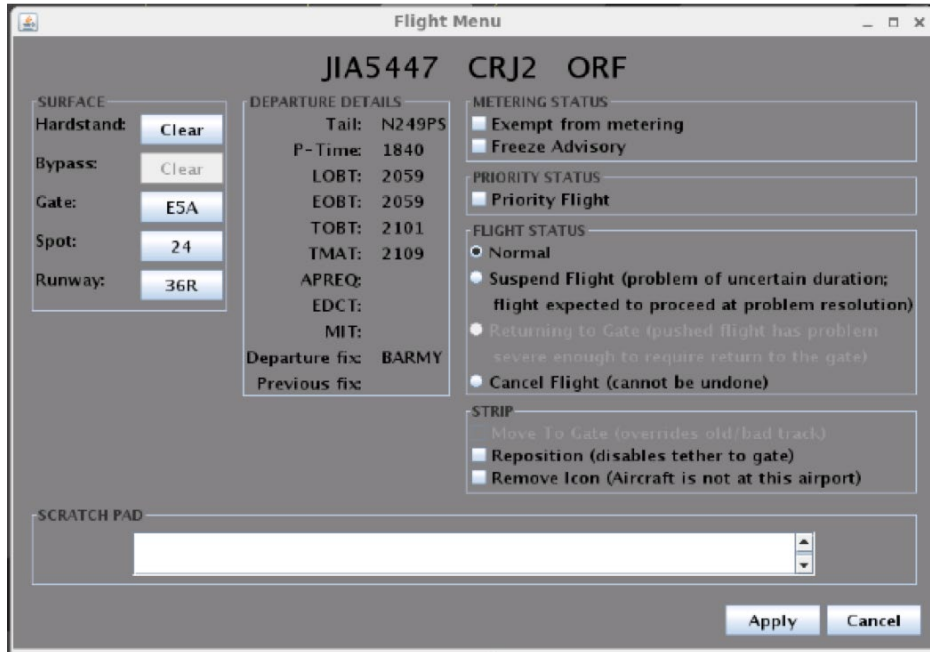 Flight Menu
JIA5447 CRJ2 ORF
SURFACE
Hardstand: Clear
Bypass: Clear
Gate: E5A
Spot: 24
Runway: 36R
DEPARTURE DETAILS
Tail: N249PS
P-Time: 1840
LOBT: 2059
EOBT: 2059
TOBT: 2101
TMAT: 2109
APREQ:
EDCT:
MIT:
Departure fix: BARMY
Previous fix:
METERING STATUS
Exempt from metering
Freeze Advisory
PRIORITY STATUS
Priority Flight
FLIGHT STATUS
Normal
Suspend Flight (problem of uncertain duration;
flight expected to proceed at problem resolution)
Returning to Gate (pushed flight has problem
severe enough to require return to the gate)
Cancel Flight (cannot be undone)
STRIP
Move To Gate (overrides old/bad track)
Reposition (disables tether to gate)
Remove Icon (Aircraft is not at this airport)
SCRATCH PAD
Apply Cancel